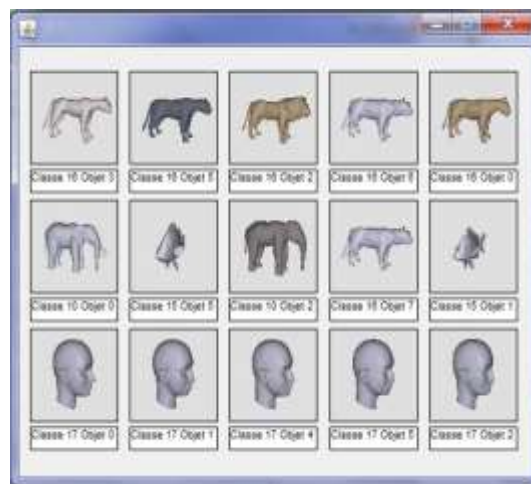 Classe 16 Objet 3
Classe 16 Objet 5
Classe 16 Objet 2
Classe 16 Objet 6
Classe 16 Objet 0
Classe 10 Objet 0
Classe 15 Objet 5
Classe 10 Objet 2
Classe 16 Objet 7
Classe 15 Objet 1
Classe 17 Objet 0
Classe 17 Objet 1
Classe 17 Objet 4
Classe 17 Objet 5
Classe 17 Objet 2